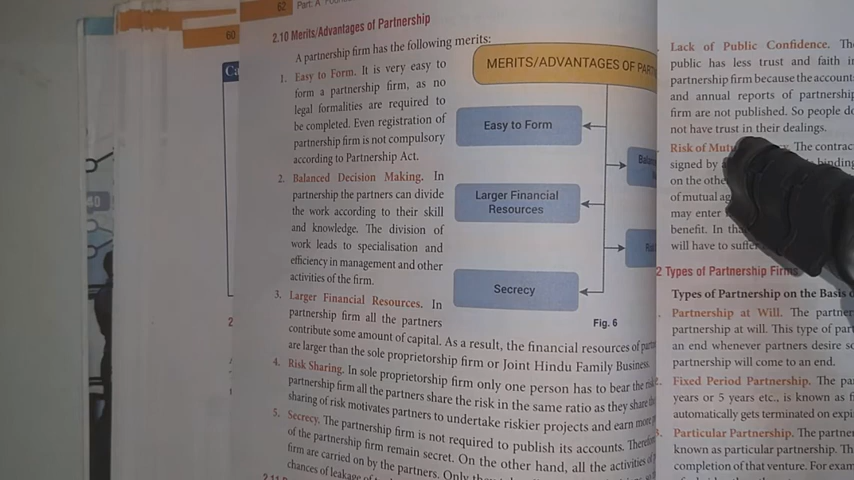 62 Part: A
60
Ca
40
2.10 Merits/Advantages of Partnership
A partnership firm has the following merits:
1. Easy to Form. It is very easy to
form a partnership firm, as no
legal formalities are required to
be completed. Even registration of
partnership firm is not compulsory
according to Partnership Act.
2. Balanced Decision Making. In
partnership the partners can divide
the work according to their skill
and knowledge. The division of
work leads to specialisation and
efficiency in management and other
activities of the firm.
3. Larger Financial Resources. In
partnership firm all the partners
contribute some amount of capital. As a result, the financial resources of
are larger than the sole proprietorship firm or Joint Hindu Family Business.
4. Risk Sharing. In sole proprietorship firm only one person has to bear the
partnership firm all the partners share the risk in the same ratio as they share
sharing of risk motivates partners to undertake riskier projects and earn more
5. Secrecy. The partnership firm is not required to publish its accounts.
of the partnership firm remain secret. On the other hand, all the activities of
firm are carried on by the partners. Only
chances of leakage of
2.11
MERITS/ADVANTAGES OF
Easy to Form
Larger Financial
Resources
Secrecy
Fig. 6
Lack of Public Confidence.
public has less trust and faith in
partnership firm because the
and annual reports of partnership
firm are not published. So people
not have trust in their dealings.
Risk of The
signed by binding
on the
of mutual
may enter
benefit. In
will have to suffer
2 Types of Partnership Firms
Types of Partnership on the Basis
Partnership at Will. The
partnership at will. This type of
an end whenever partners desire
partnership will come to an end.
Fixed Period Partnership. The
years or 5 years etc., is known as
automatically gets terminated on
3. Particular Partnership. The
known as particular partnership.
completion of that venture. For